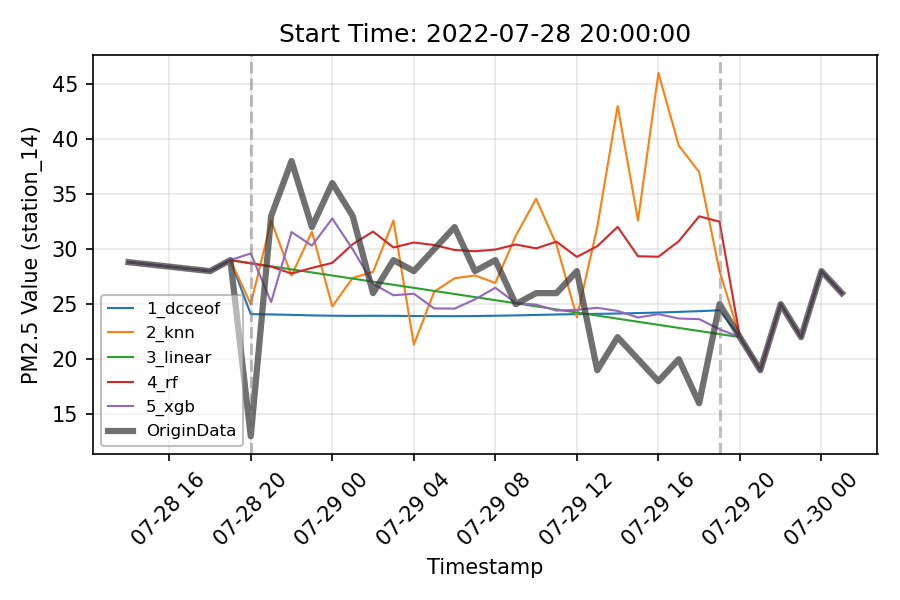 Start Time: 2022-07-28 20:00:00
PM2.5 Value (station_14)
45
40
35
30
25
20
15
1_dcceof
2_knn
3_linear
4_rf
5_xgb
OriginData
07-28 16
07-28 20
07-29 00
07-29 04
07-29 08
07-29 12
07-29 16
07-29 20
07-30 00
Timestamp